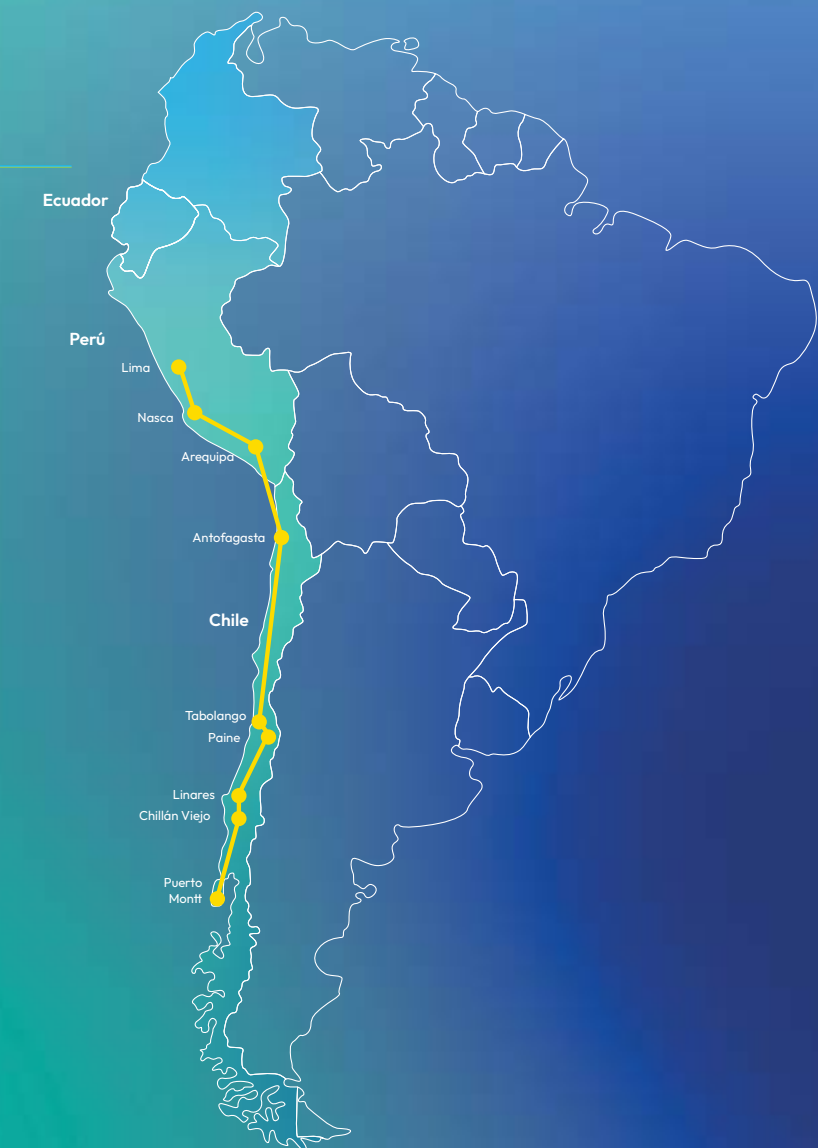 Ecuador
Perú
Lima
Nasca
Arequipa
Antofagasta
Chile
Tabolango
Paine
Linares
Chillán Viejo
Puerto
Montt